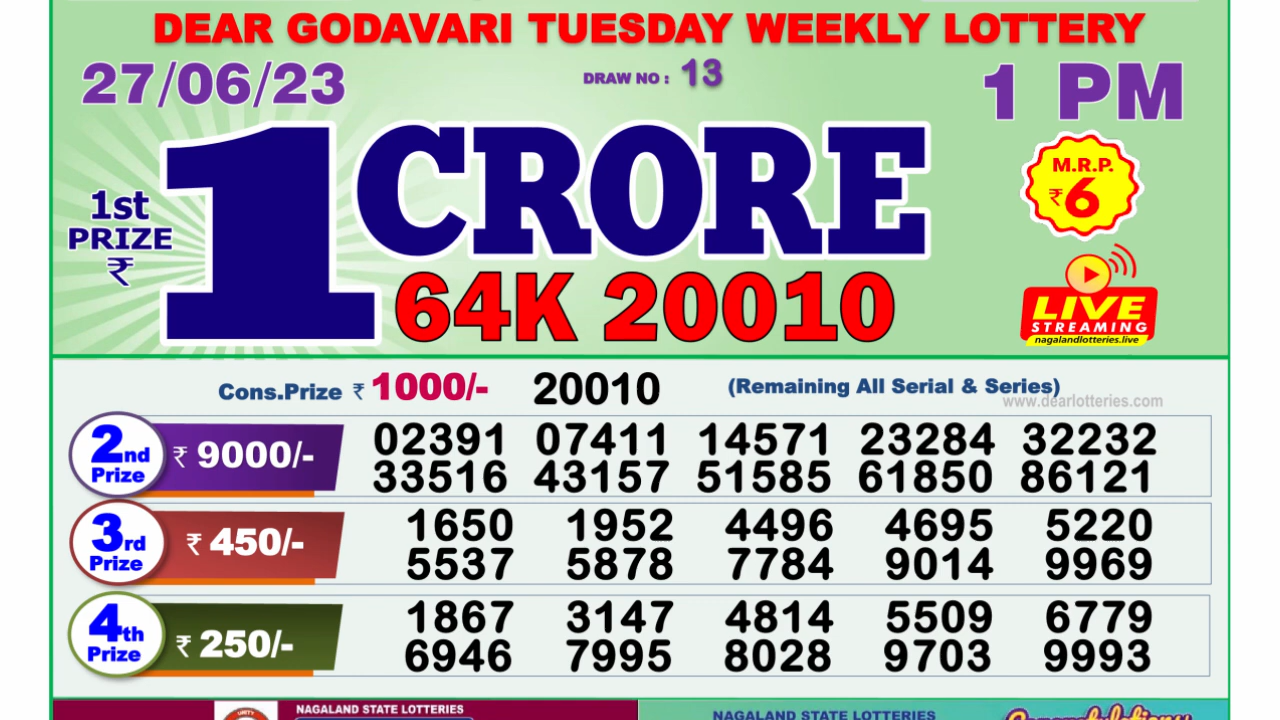 DEAR GODAVARI TUESDAY WEEKLY LOTTERY
27/06/23
DRAW NO : 13
1 PM
1st
PRIZE
₹
1 CRORE
64K 20010
M.R.P.
₹6
LIVE
STREAMING
nagalandlotteries.live
Cons.Prize ₹ 1000/- 20010 (Remaining All Serial & Series)
www.dearlotteries.com
2nd Prize ₹ 9000/-
02391 07411 14571 23284 32232
33516 43157 51585 61850 86121
3rd Prize ₹ 450/-
1650 1952 4496 4695 5220
5537 5878 7784 9014 9969
4th Prize ₹ 250/-
1867 3147 4814 5509 6779
6946 7995 8028 9703 9993
UNITY
NAGALAND STATE LOTTERIES
NAGALAND STATE LOTTERIES
Congratulations